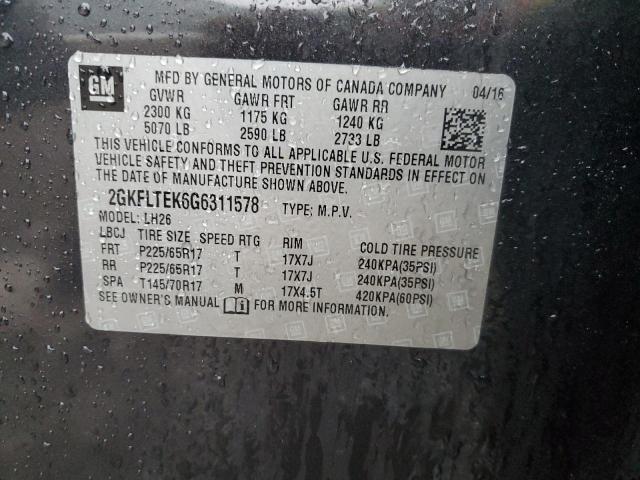 GM
MFD BY GENERAL MOTORS OF CANADA COMPANY 04/16
GVWR GAWR FRT GAWR RR
2300 KG 1175 KG 1240 KG
5070 LB 2590 LB 2733 LB
THIS VEHICLE CONFORMS TO ALL APPLICABLE U.S. FEDERAL MOTOR
VEHICLE SAFETY AND THEFT PREVENTION STANDARDS IN EFFECT ON
THE DATE OF MANUFACTURE SHOWN ABOVE.
2GKFLTEK6G6311578 TYPE: M.P.V.
MODEL: LH26
LBCJ TIRE SIZE SPEED RTG RIM COLD TIRE PRESSURE
FRT P225/65R17 T 17X7J 240KPA(35PSI)
RR P225/65R17 T 17X7J 240KPA(35PSI)
SPA T145/70R17 M 17X4.5T 420KPA(60PSI)
SEE OWNER'S MANUAL FOR MORE INFORMATION